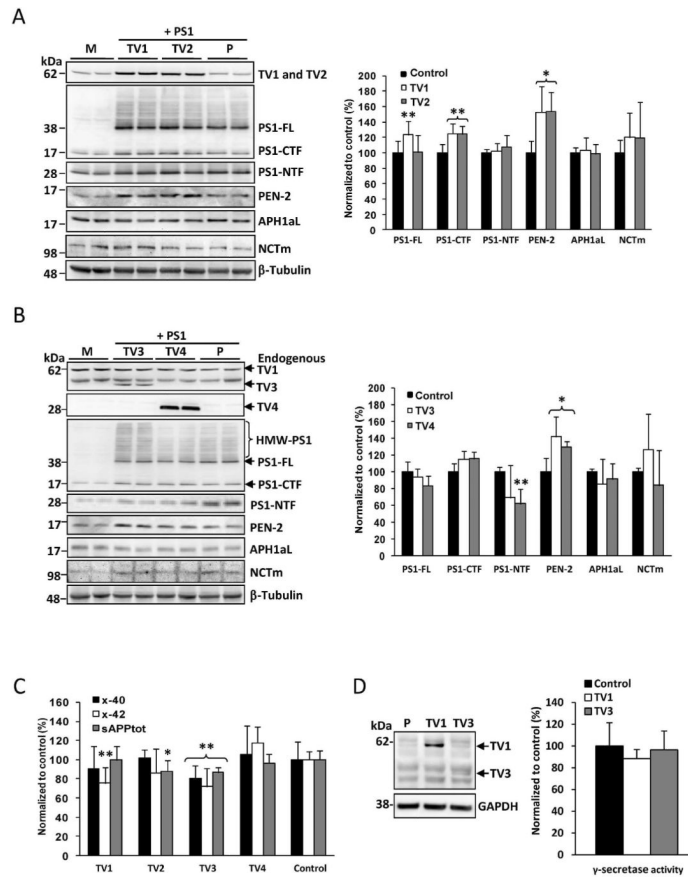 A
+ PS1
M TV1 TV2 P
kDa
62 TV1 and TV2
38 PS1-FL
17 PS1-CTF
28 PS1-NTF
PEN-2
17 APH1aL
98 NCTm
48 β-Tubulin
Normalized to control (%)
200
180
160
140
120
100
80
60
40
20
0
Control
TV1
TV2
** ** *
PS1-FL PS1-CTF PS1-NTF PEN-2 APH1aL NCTm
B
+ PS1
M TV3 TV4 P Endogenous
kDa
62 TV1
TV3
28 TV4
HMW-PS1
38 PS1-FL
17 PS1-CTF
28 PS1-NTF
17 PEN-2
17 APH1aL
98 NCTm
48 β-Tubulin
Normalized to control (%)
200
180
160
140
120
100
80
60
40
20
0
Control
TV3
TV4
** *
PS1-FL PS1-CTF PS1-NTF PEN-2 APH1aL NCTm
C
Normalized to control (%)
160
140
120
100
80
60
40
20
0
x-40
x-42
sAPPtot
** * **
TV1 TV2 TV3 TV4 Control
D
kDa P TV1 TV3
62 TV1
TV3
38 GAPDH
Normalized to control (%)
140
120
100
80
60
40
20
0
Control
TV1
TV3
γ-secretase activity